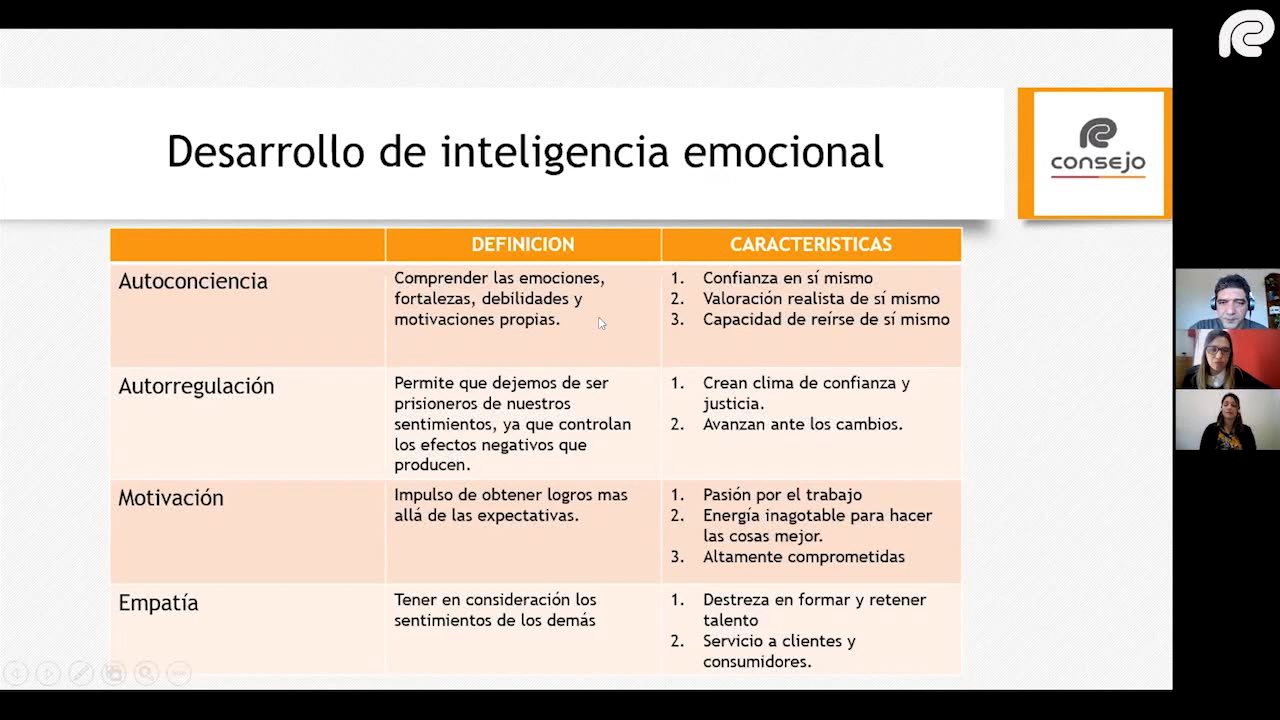 Desarrollo de inteligencia emocional
consejo
DEFINICION
CARACTERISTICAS
Autoconciencia
Comprender las emociones,
fortalezas, debilidades y
motivaciones propias.
1. Confianza en sí mismo
2. Valoración realista de sí mismo
3. Capacidad de reírse de sí mismo
Autorregulación
Permite que dejemos de ser
prisioneros de nuestros
sentimientos, ya que controlan
los efectos negativos que
producen.
1. Crean clima de confianza y
justicia.
2. Avanzan ante los cambios.
Motivación
Impulso de obtener logros mas
allá de las expectativas.
1. Pasión por el trabajo
2. Energía inagotable para hacer
las cosas mejor.
3. Altamente comprometidas
Empatía
Tener en consideración los
sentimientos de los demás
1. Destreza en formar y retener
talento
2. Servicio a clientes y
consumidores.